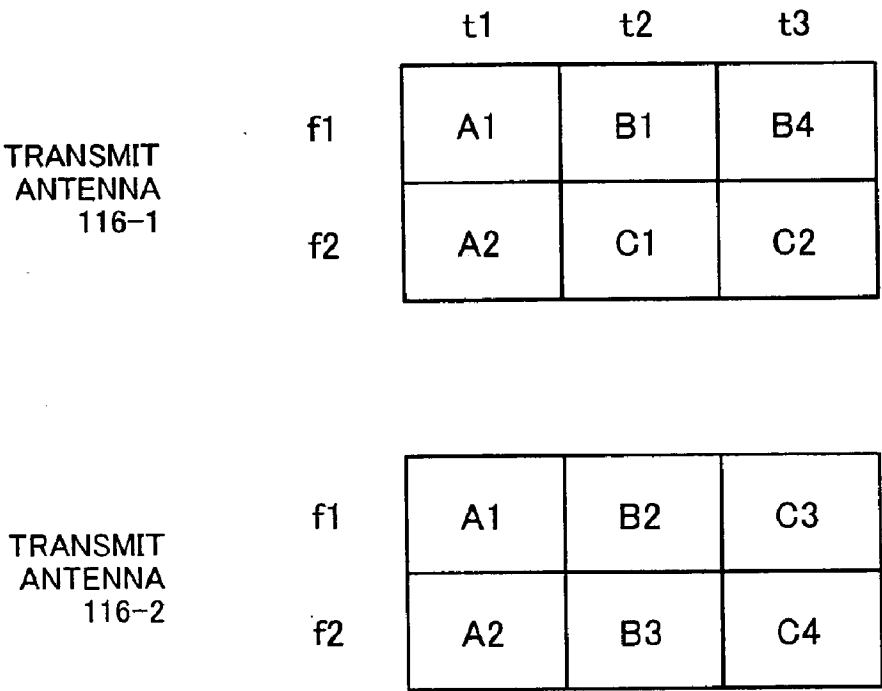 t1 t2 t3
TRANSMIT
ANTENNA
116-1
f1 A1 B1 B4
f2 A2 C1 C2
TRANSMIT
ANTENNA
116-2
f1 A1 B2 C3
f2 A2 B3 C4